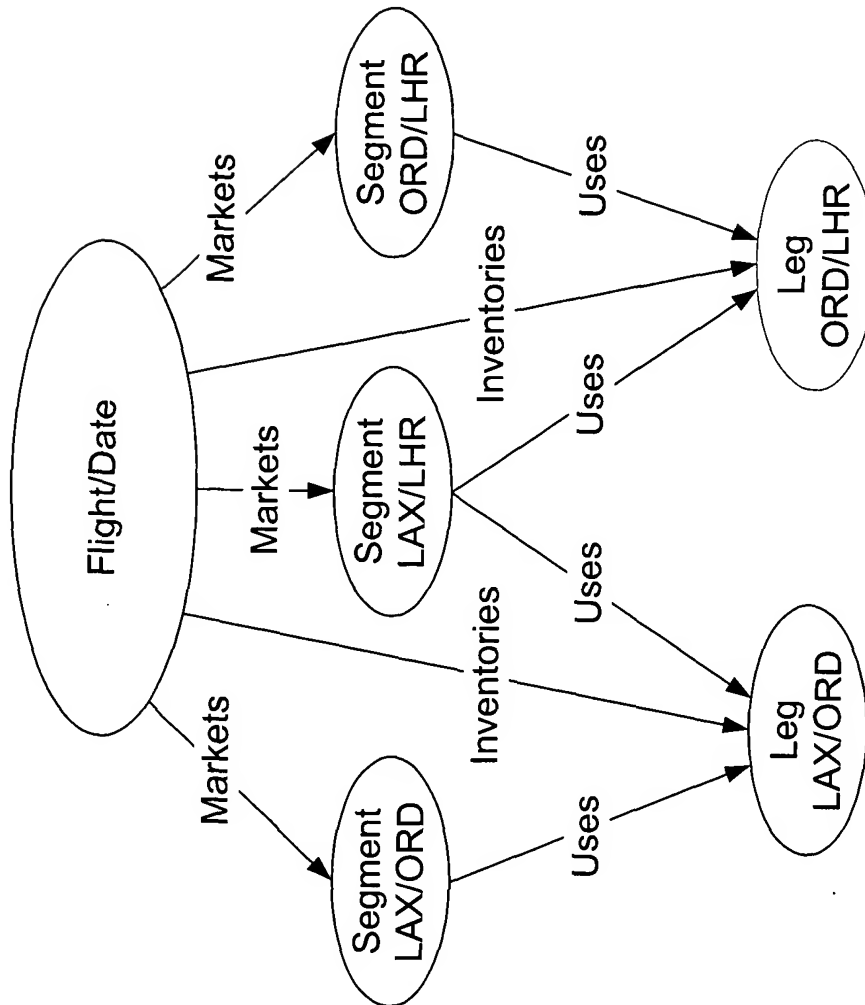 Flight/Date
Markets
Markets
Markets
Segment
LAX/ORD
Segment
LAX/LHR
Segment
ORD/LHR
Inventories
Inventories
Uses
Uses
Uses
Uses
Leg
LAX/ORD
Leg
ORD/LHR